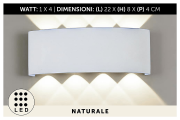 WATT: 1 X 4 | DIMENSIONI: (L) 22 X (H) 8 X (P) 4 CM
LED
NATURALE